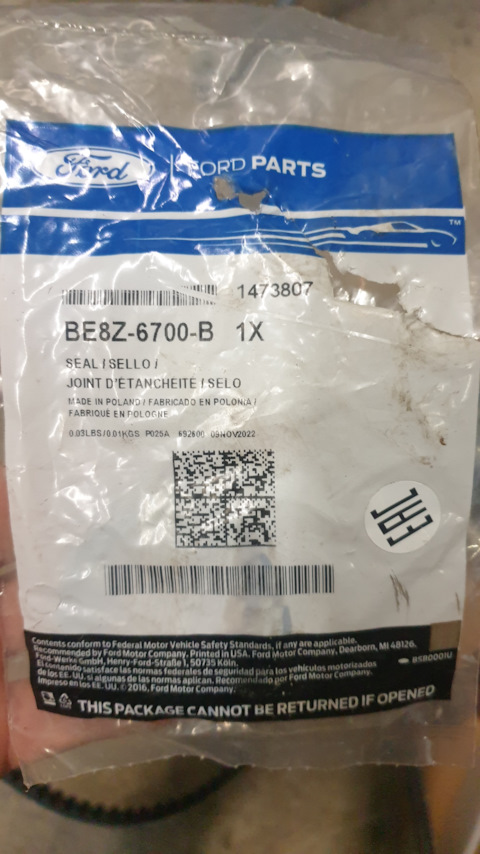 Ford FORD PARTS
TM
1473807
BE8Z-6700-B 1X
SEAL / SELLO /
JOINT D'ÉTANCHEITE / SELO
MADE IN POLAND / FABRICADO EN POLONIA /
FABRIQUÉ EN POLOGNE
0.03LBS/0.01KGS P025A 692600 09NOV2022
Contents conform to Federal Motor Vehicle Safety Standards, if any are applicable.
Recommended by Ford Motor Company. Printed in USA. Ford Motor Company, Dearborn, MI 48126.
Ford-Werke GmbH, Henry-Ford-Straße 1, 50735 Köln.
El contenido satisface las normas federales de seguridad para los vehículos motorizados
de los EE. UU. si algunas de las normas aplican. Recomendado por Ford Motor Company.
Impreso en los EE. UU. © 2016, Ford Motor Company.
THIS PACKAGE CANNOT BE RETURNED IF OPENED